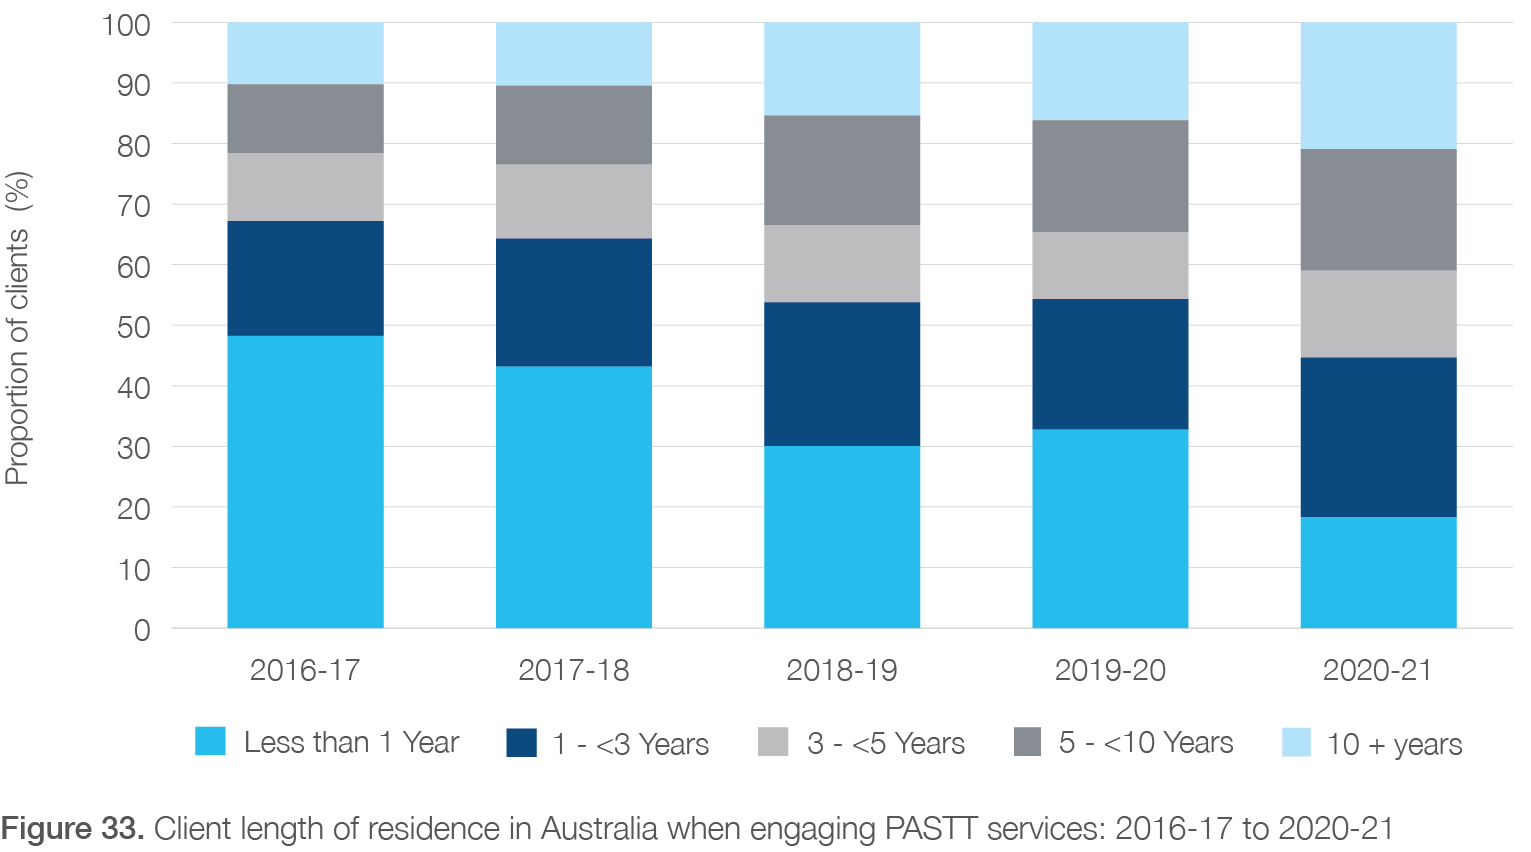 Proportion of clients (%)
100
90
80
70
60
50
40
30
20
10
0
2016-17 2017-18 2018-19 2019-20 2020-21
Less than 1 Year 1 - <3 Years 3 - <5 Years 5 - <10 Years 10 + years
Figure 33. Client length of residence in Australia when engaging PASTT services: 2016-17 to 2020-21